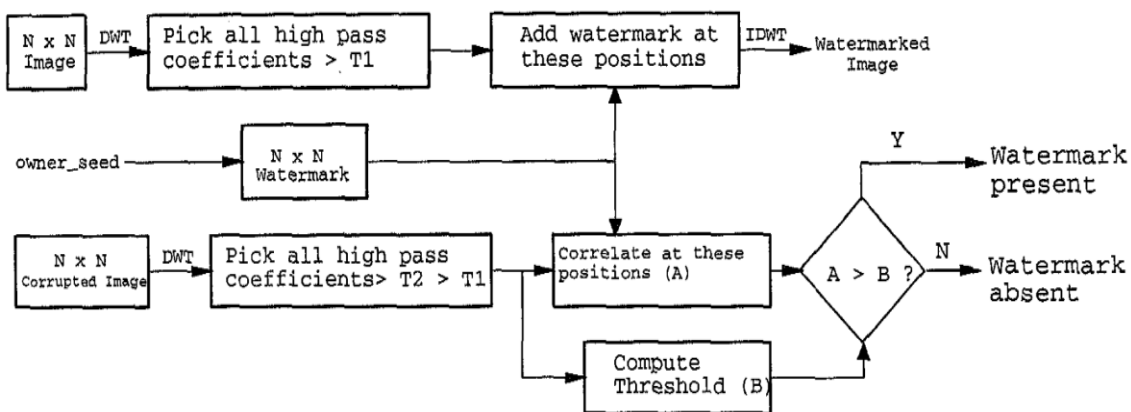 N x N
Image
DWT
Pick all high pass
coefficients > T1
Add watermark at
these positions
IDWT
Watermarked
Image
owner_seed
N x N
Watermark
Y
Watermark
present
N x N
Corrupted Image
DWT
Pick all high pass
coefficients> T2 > T1
Correlate at these
positions (A)
A > B ?
N
Watermark
absent
Compute
Threshold (B)